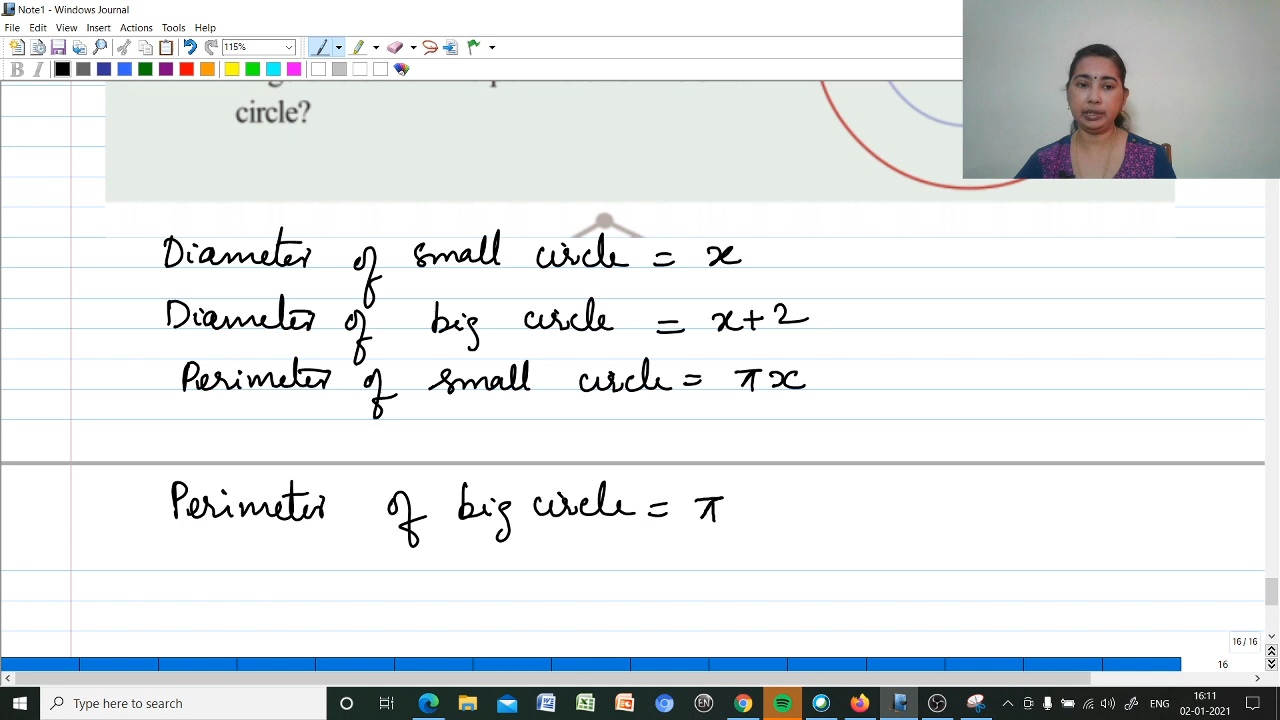 Note1 - Windows Journal
File Edit View Insert Actions Tools Help
115%
B I
circle?
Diameter of small circle = x
Diameter of big circle = x+2
Perimeter of small circle = πx
Perimeter of big circle = π
16 / 16
16
Type here to search
ENG
16:11
02-01-2021